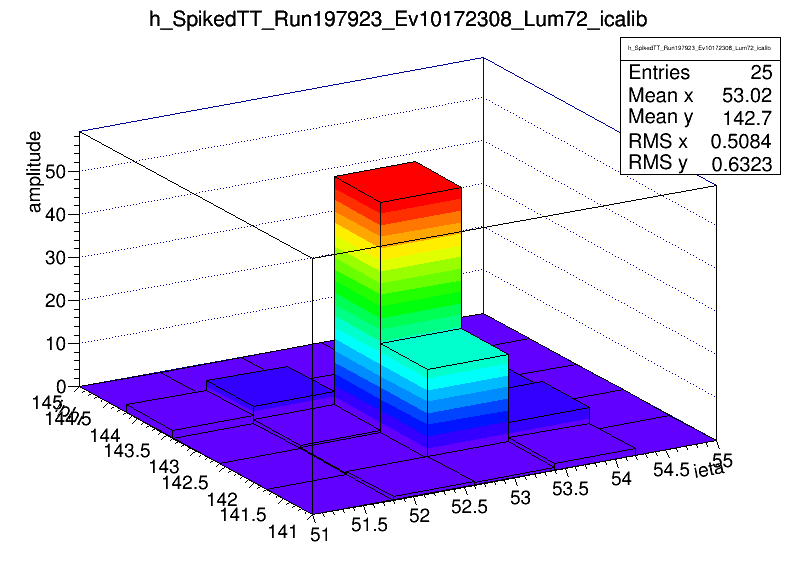 h_SpikedTT_Run197923_Ev10172308_Lum72_icalib
h_SpikedTT_Run197923_Ev10172308_Lum72_icalib
Entries 25
Mean x 53.02
Mean y 142.7
RMS x 0.5084
RMS y 0.6323
amplitude
50
40
30
20
10
0
145
144.5
144
143.5
143
142.5
142
141.5
141
51
51.5
52
52.5
53
53.5
54
54.5
55
ieta